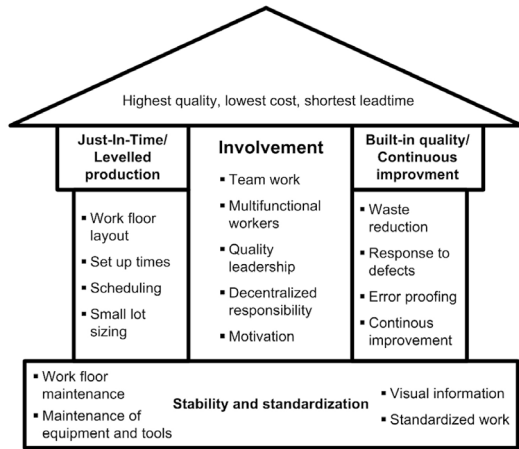 Highest quality, lowest cost, shortest leadtime
Just-In-Time/
Levelled
production
▪ Work floor
layout
▪ Set up times
▪ Scheduling
▪ Small lot
sizing
Involvement
▪ Team work
▪ Multifunctional
workers
▪ Quality
leadership
▪ Decentralized
responsibility
▪ Motivation
Built-in quality/
Continuous
improvment
▪ Waste
reduction
▪ Response to
defects
▪ Error proofing
▪ Continous
improvement
▪ Work floor
maintenance
▪ Maintenance of
equipment and tools
Stability and standardization
▪ Visual information
▪ Standardized work